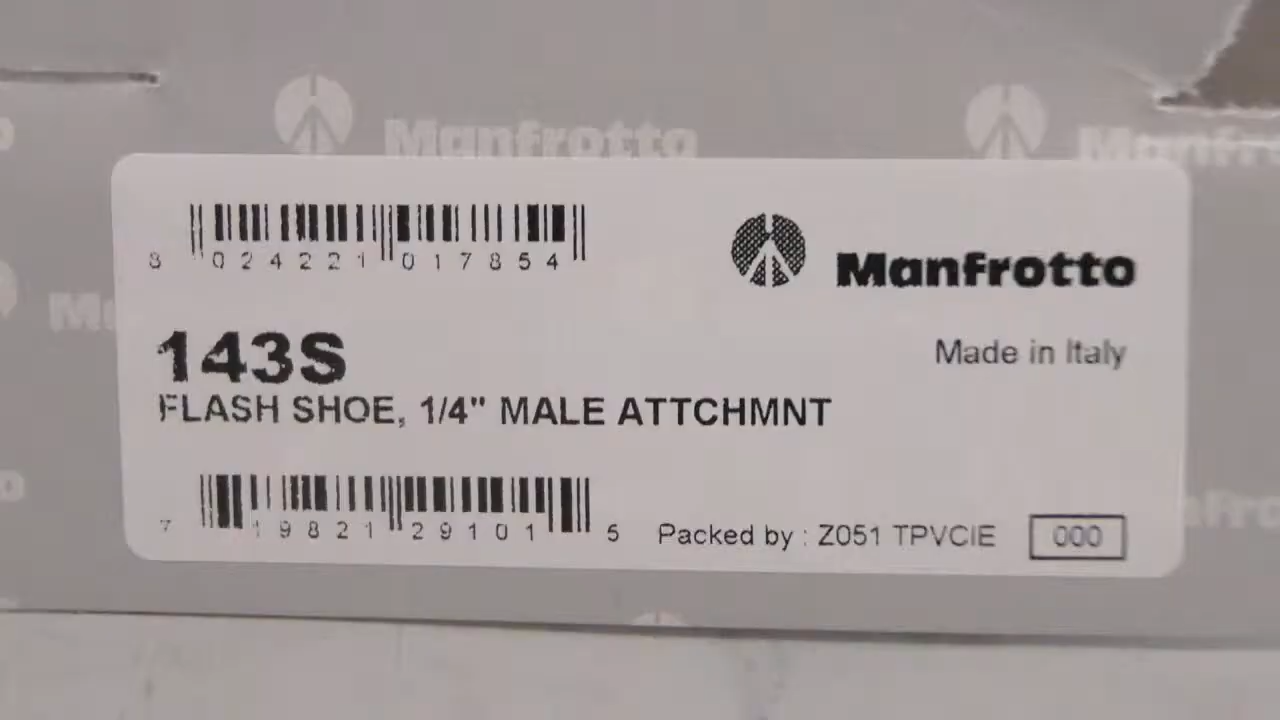 Manfrotto
8 024221 017854
Manfrotto
143S
Made in Italy
FLASH SHOE, 1/4" MALE ATTCHMNT
7 19821 29101 5
Packed by : Z051 TPVCIE 000